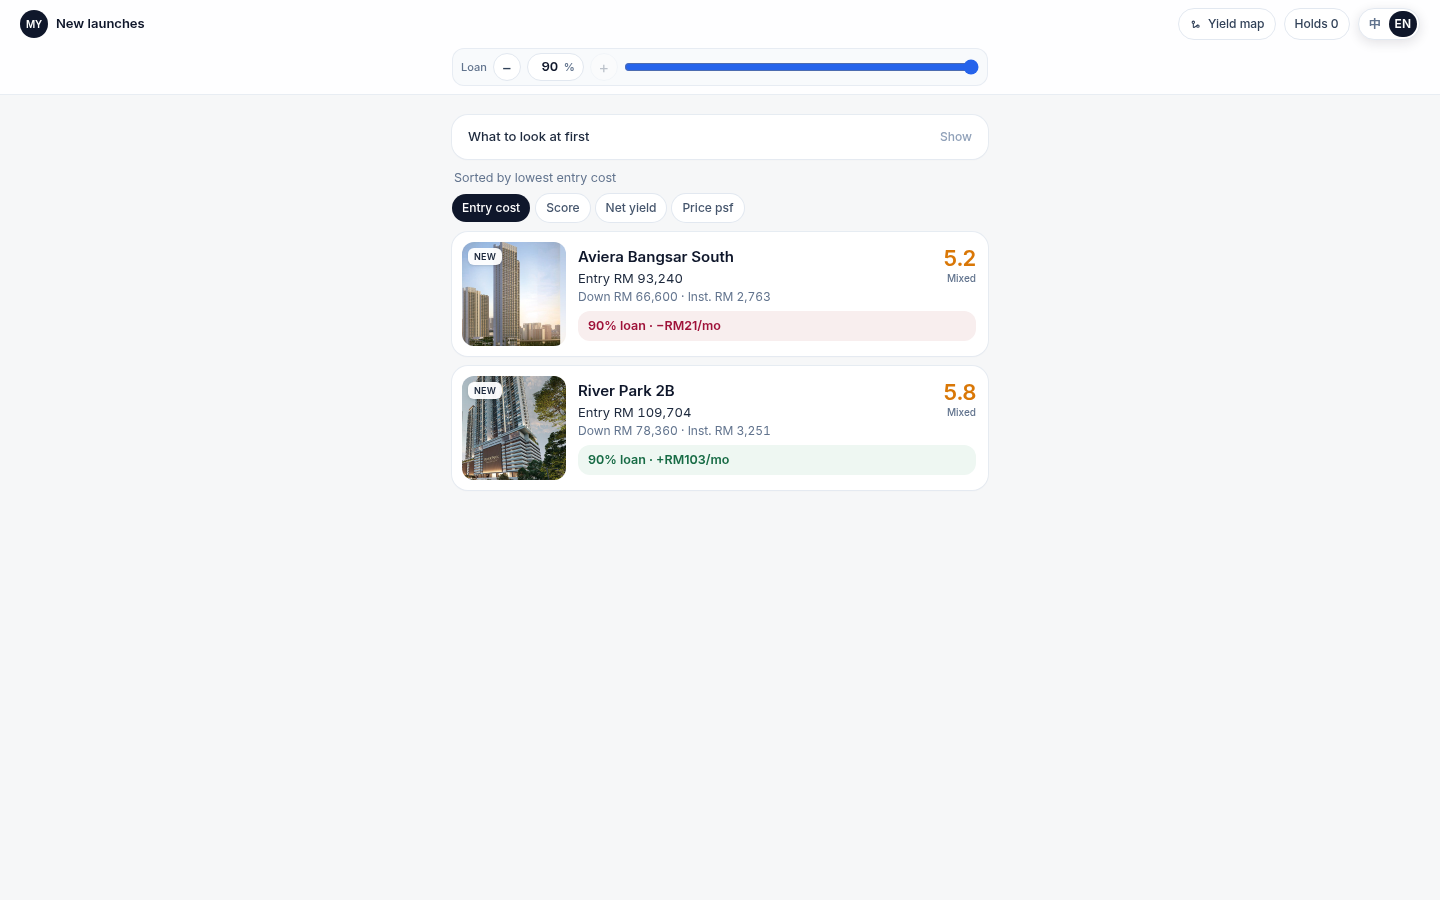 MY New launches
Yield map
Holds 0
中 EN
Loan − 90 % +
What to look at first
Show
Sorted by lowest entry cost
Entry cost
Score
Net yield
Price psf
NEW
Aviera Bangsar South
5.2
Entry RM 93,240
Mixed
Down RM 66,600 · Inst. RM 2,763
90% loan · −RM21/mo
NEW
River Park 2B
5.8
Entry RM 109,704
Mixed
Down RM 78,360 · Inst. RM 3,251
90% loan · +RM103/mo